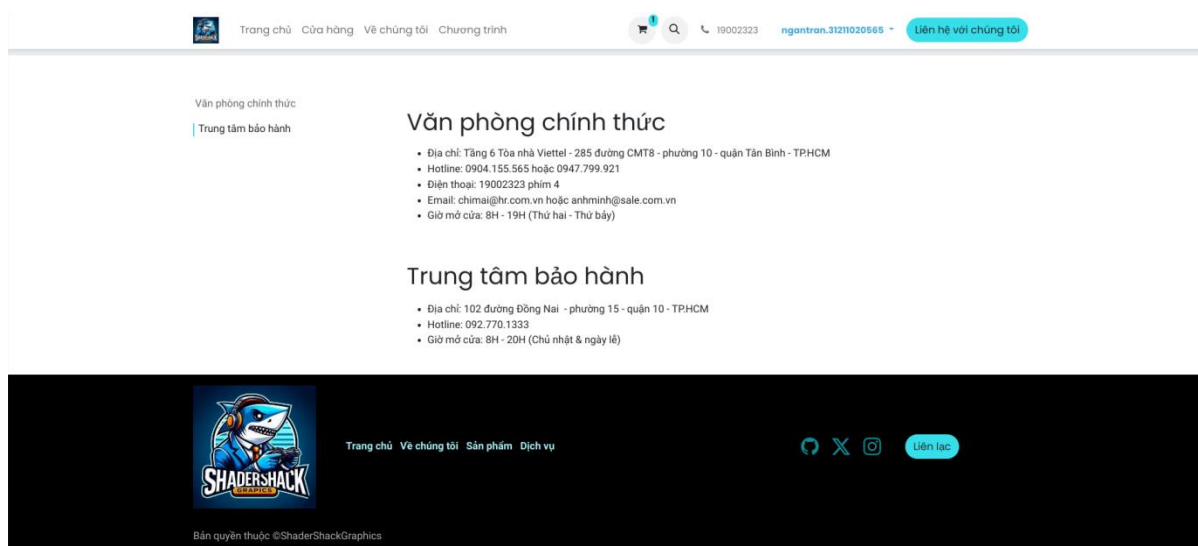 Trang chủ Cửa hàng Về chúng tôi Chương trình 1 19002323 ngantran.31211020565 Liên hệ với chúng tôi
Văn phòng chính thức
Trung tâm bảo hành
Văn phòng chính thức
• Địa chỉ: Tầng 6 Tòa nhà Viettel - 285 đường CMT8 - phường 10 - quận Tân Bình - TP.HCM
• Hotline: 0904.155.565 hoặc 0947.799.921
• Điện thoại: 19002323 phím 4
• Email: chimai@hr.com.vn hoặc anhminh@sale.com.vn
• Giờ mở cửa: 8H - 19H (Thứ hai - Thứ bảy)
Trung tâm bảo hành
• Địa chỉ: 102 đường Đồng Nai - phường 15 - quận 10 - TP.HCM
• Hotline: 092.770.1333
• Giờ mở cửa: 8H - 20H (Chủ nhật & ngày lễ)
SHADERSHACK
GRAPICS
Trang chủ Về chúng tôi Sản phẩm Dịch vụ
Liên lạc
Bản quyền thuộc ©ShaderShackGraphics